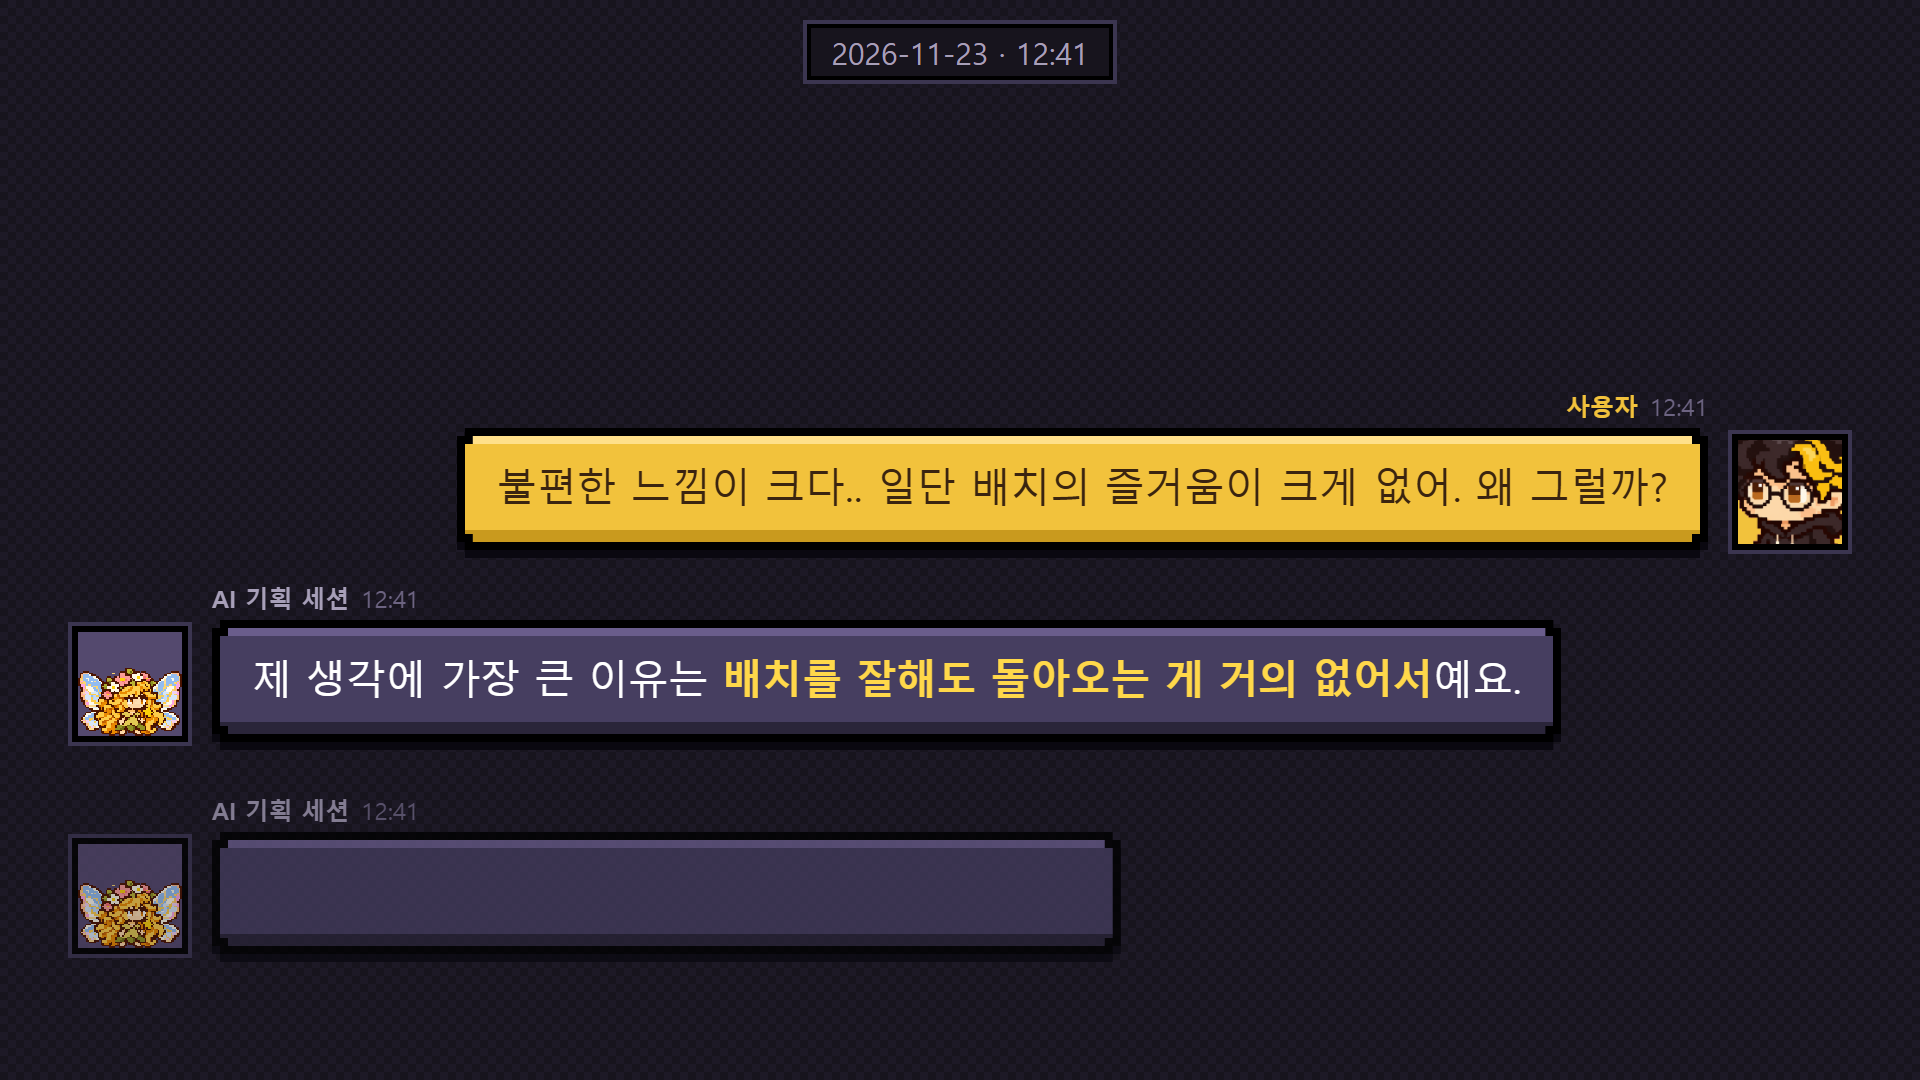 2026-11-23 · 12:41
사용자 12:41
불편한 느낌이 크다.. 일단 배치의 즐거움이 크게 없어. 왜 그럴까?
AI 기획 세션 12:41
제 생각에 가장 큰 이유는 배치를 잘해도 돌아오는 게 거의 없어서예요.
AI 기획 세션 12:41